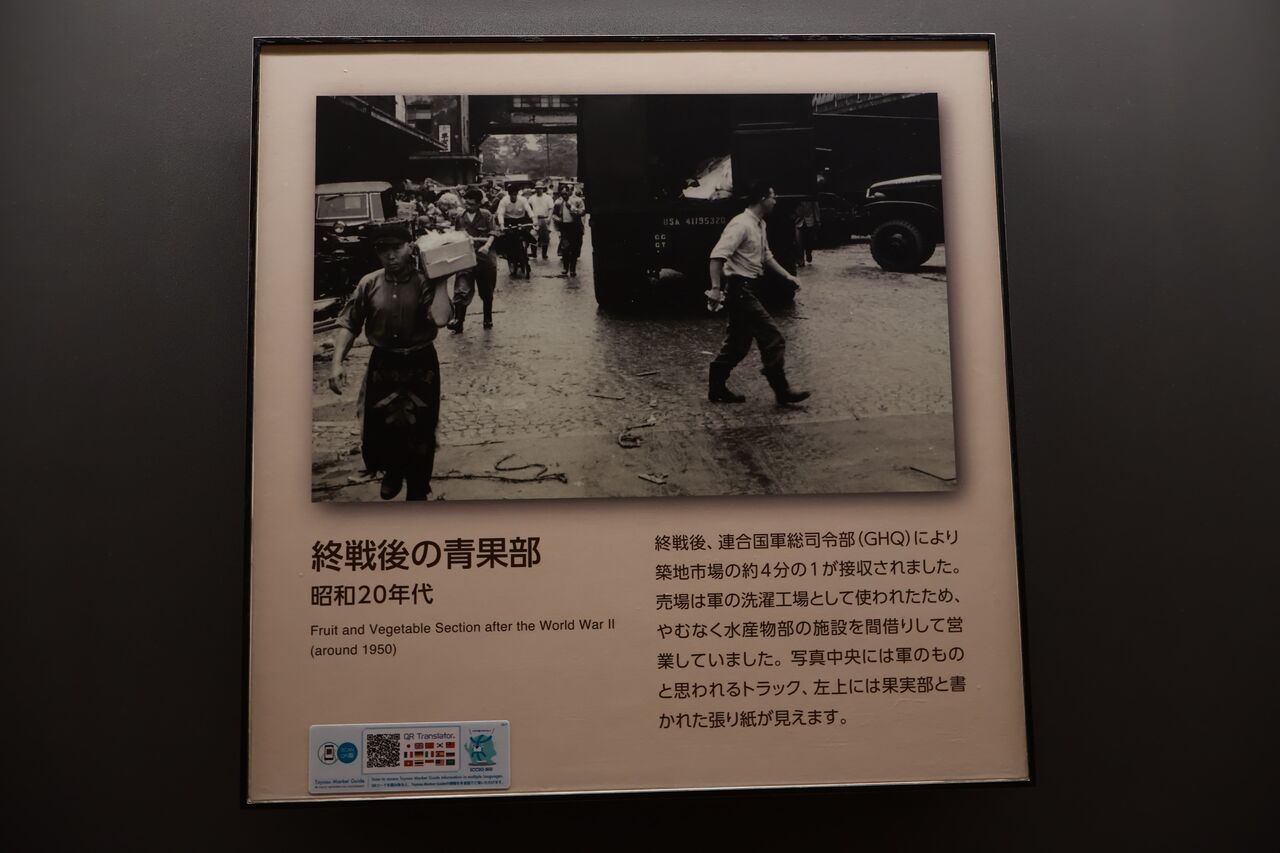 USA 41195320
終戦後の青果部
昭和20年代
Fruit and Vegetable Section after the World War II
(around 1950)
終戦後、連合国軍総司令部(GHQ)により
築地市場の約4分の1が接収されました。
売場は軍の洗濯工場として使われたため、
やむなく水産物部の施設を間借りして営
業していました。写真中央には軍のもの
と思われるトラック、左上には果実部と書
かれた張り紙が見えます。
QR Translator.
Toyosu Market Guide